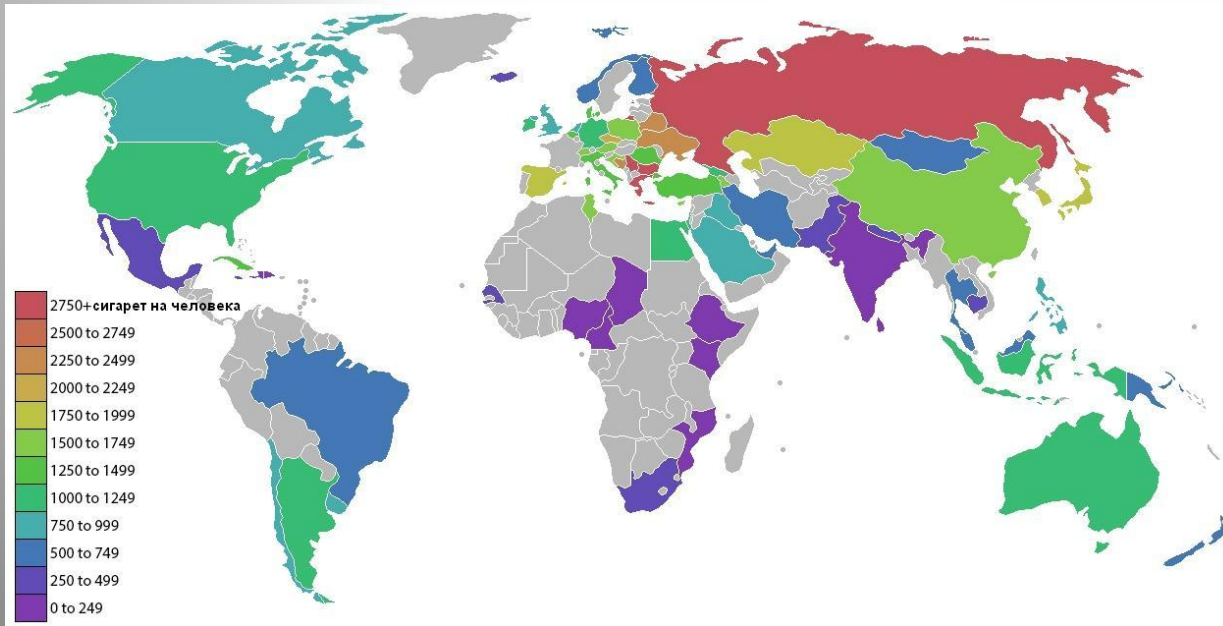 2750+сигарет на человека
2500 to 2749
2250 to 2499
2000 to 2249
1750 to 1999
1500 to 1749
1250 to 1499
1000 to 1249
750 to 999
500 to 749
250 to 499
0 to 249